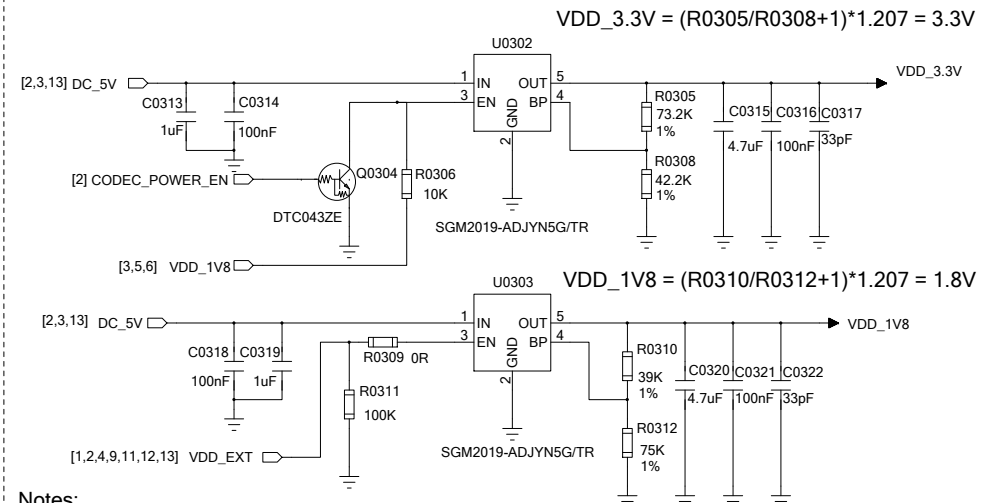 VDD_3.3V = (R0305/R0308+1)*1.207 = 3.3V
U0302
[2,3,13] DC_5V
1 IN OUT 5
3 EN BP 4
GND
2
VDD_3.3V
C0313
1uF
C0314
100nF
R0305
73.2K
1%
C0315
4.7uF
C0316
100nF
C0317
33pF
R0308
42.2K
1%
[2] CODEC_POWER_EN
Q0304
DTC043ZE
R0306
10K
SGM2019-ADJYN5G/TR
[3,5,6] VDD_1V8
VDD_1V8 = (R0310/R0312+1)*1.207 = 1.8V
U0303
[2,3,13] DC_5V
1 IN OUT 5
3 EN BP 4
GND
2
VDD_1V8
C0318
100nF
C0319
1uF
R0309 0R
R0311
100K
R0310
39K
1%
C0320
4.7uF
C0321
100nF
C0322
33pF
R0312
75K
1%
SGM2019-ADJYN5G/TR
[1,2,4,9,11,12,13] VDD_EXT
Notes: